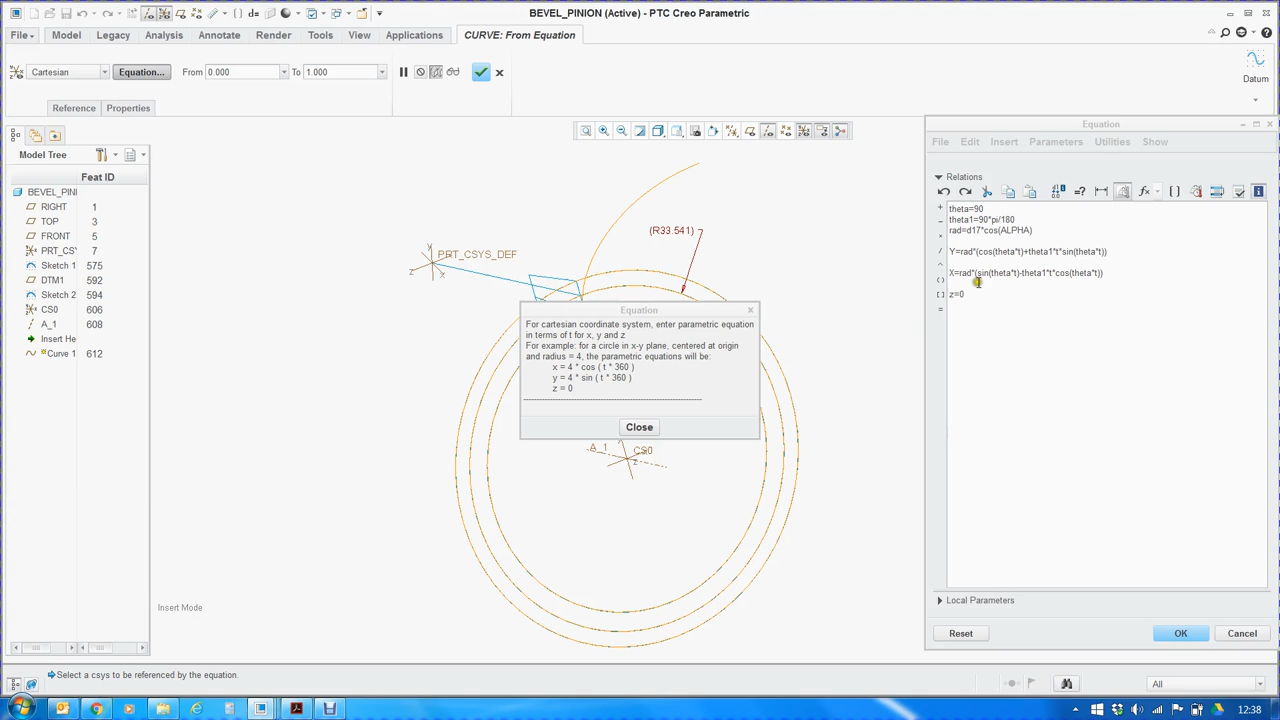 BEVEL_PINION (Active) - PTC Creo Parametric
File
Model
Legacy
Analysis
Annotate
Render
Tools
View
Applications
CURVE: From Equation
Cartesian
Equation...
From 0.000
To 1.000
Datum
Reference
Properties
Model Tree
Feat ID
BEVEL_PINI
RIGHT 1
TOP 3
FRONT 5
PRT_CSY 7
Sketch 1 575
DTM1 592
Sketch 2 594
CS0 606
A_1 608
Insert He
*Curve 1 612
PRT_CSYS_DEF
y
z
x
(R33.541)
A_1
CS0
z
Insert Mode
Equation
For cartesian coordinate system, enter parametric equation
in terms of t for x, y and z
For example: for a circle in x-y plane, centered at origin
and radius = 4, the parametric equations will be:
x = 4 * cos ( t * 360 )
y = 4 * sin ( t * 360 )
z = 0
Close
Equation
File
Edit
Insert
Parameters
Utilities
Show
Relations
theta=90
theta1=90*pi/180
rad=d17*cos(ALPHA)
Y=rad*(cos(theta*t)+theta1*t*sin(theta*t))
X=rad*(sin(theta*t)-theta1*t*cos(theta*t))
z=0
Local Parameters
Reset
OK
Cancel
Select a csys to be referenced by the equation.
All
12:38